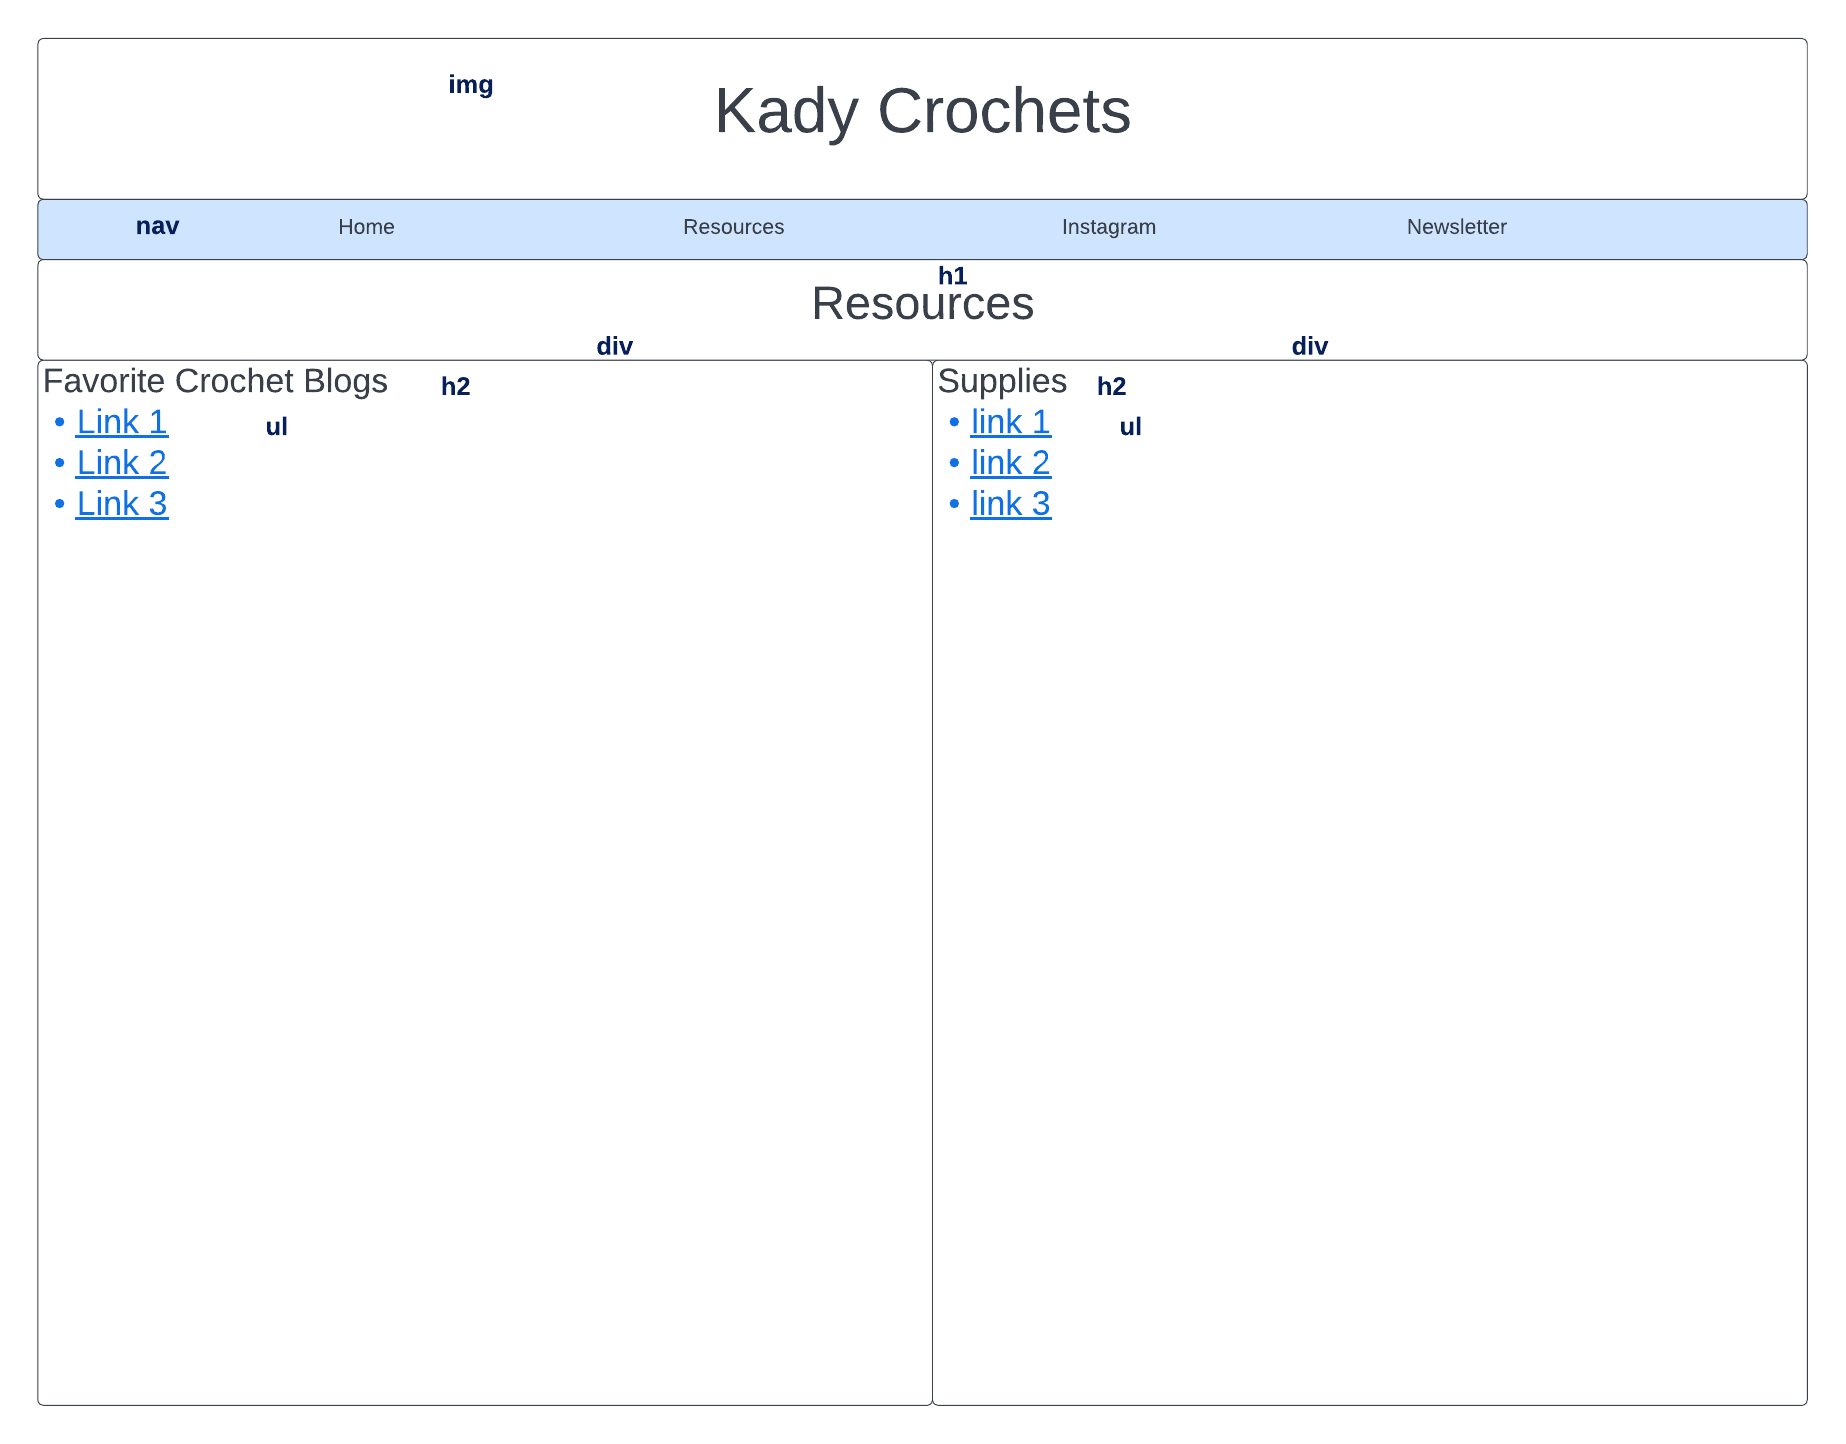 img
Kady Crochets
nav Home Resources Instagram Newsletter
h1
Resources
div div
Favorite Crochet Blogs h2
• Link 1 ul
• Link 2
• Link 3
Supplies h2
• link 1 ul
• link 2
• link 3